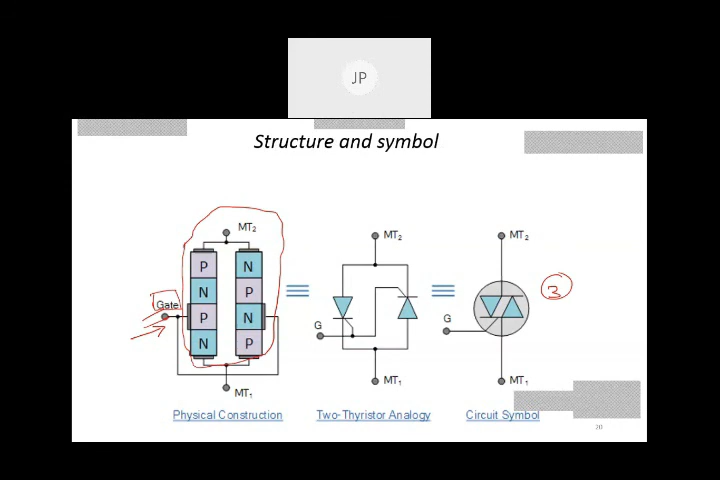 JP
Structure and symbol
MT2
MT2
MT2
P N
N P
Gate
P N
G
G
N P
MT1
MT1
MT1
Physical Construction
Two-Thyristor Analogy
Circuit Symbol
3
20